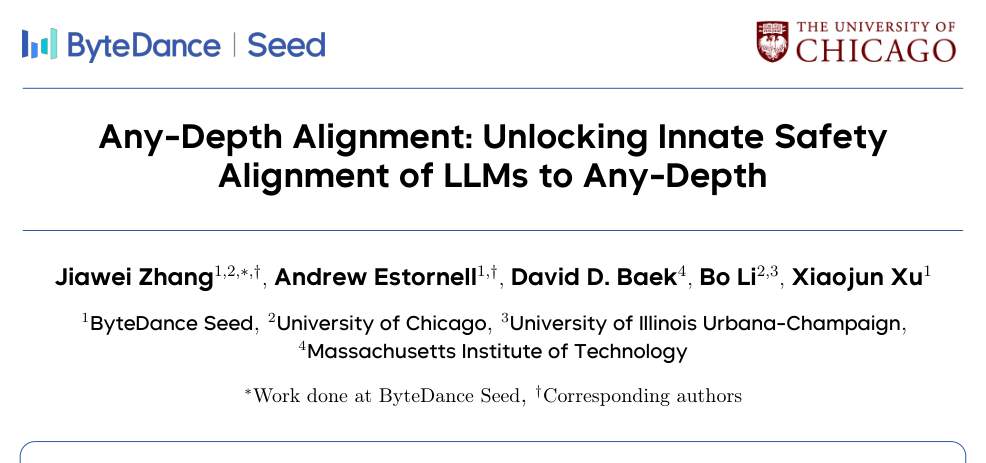 ByteDance | Seed
THE UNIVERSITY OF
CHICAGO
Any-Depth Alignment: Unlocking Innate Safety
Alignment of LLMs to Any-Depth
Jiawei Zhang1,2,∗,†, Andrew Estornell1,†, David D. Baek4, Bo Li2,3, Xiaojun Xu1
1ByteDance Seed, 2University of Chicago, 3University of Illinois Urbana-Champaign,
4Massachusetts Institute of Technology
∗Work done at ByteDance Seed, †Corresponding authors